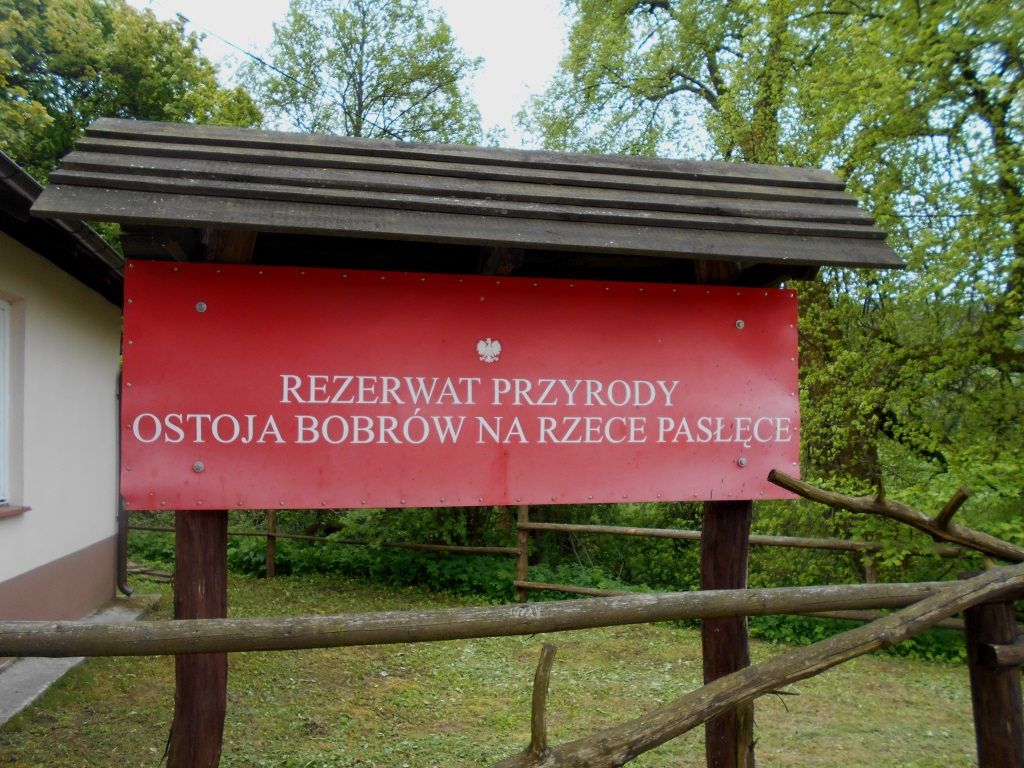 REZERWAT PRZYRODY
OSTOJA BOBRÓW NA RZECE PASŁĘCE